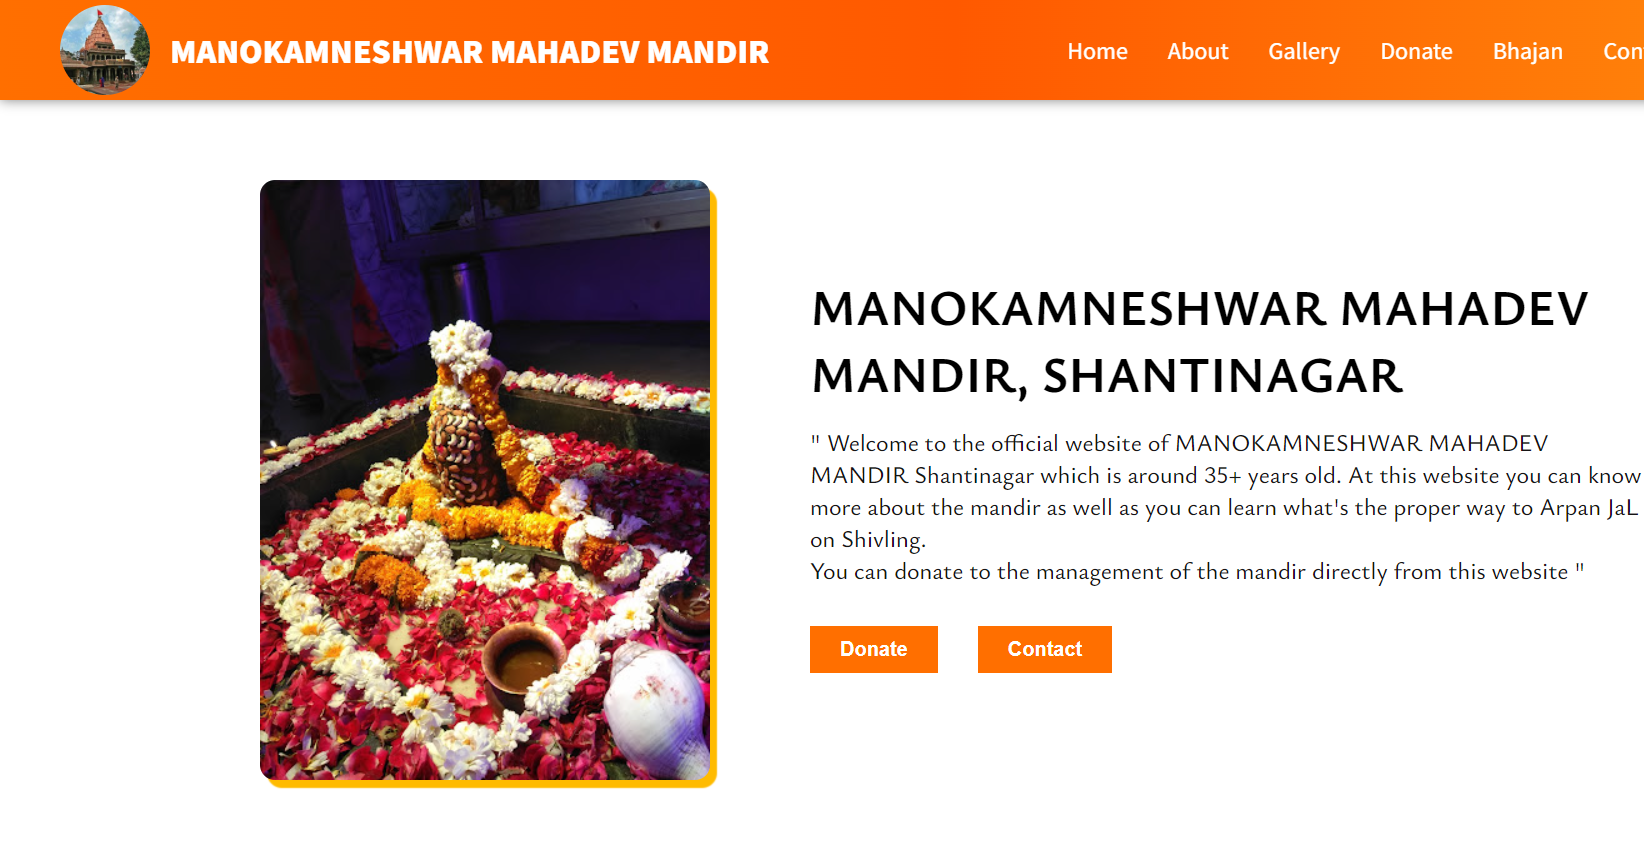 MANOKAMNESHWAR MAHADEV MANDIR
Home About Gallery Donate Bhajan Con
MANOKAMNESHWAR MAHADEV
MANDIR, SHANTINAGAR
" Welcome to the official website of MANOKAMNESHWAR MAHADEV
MANDIR Shantinagar which is around 35+ years old. At this website you can know
more about the mandir as well as you can learn what's the proper way to Arpan JaL
on Shivling.
You can donate to the management of the mandir directly from this website "
Donate Contact